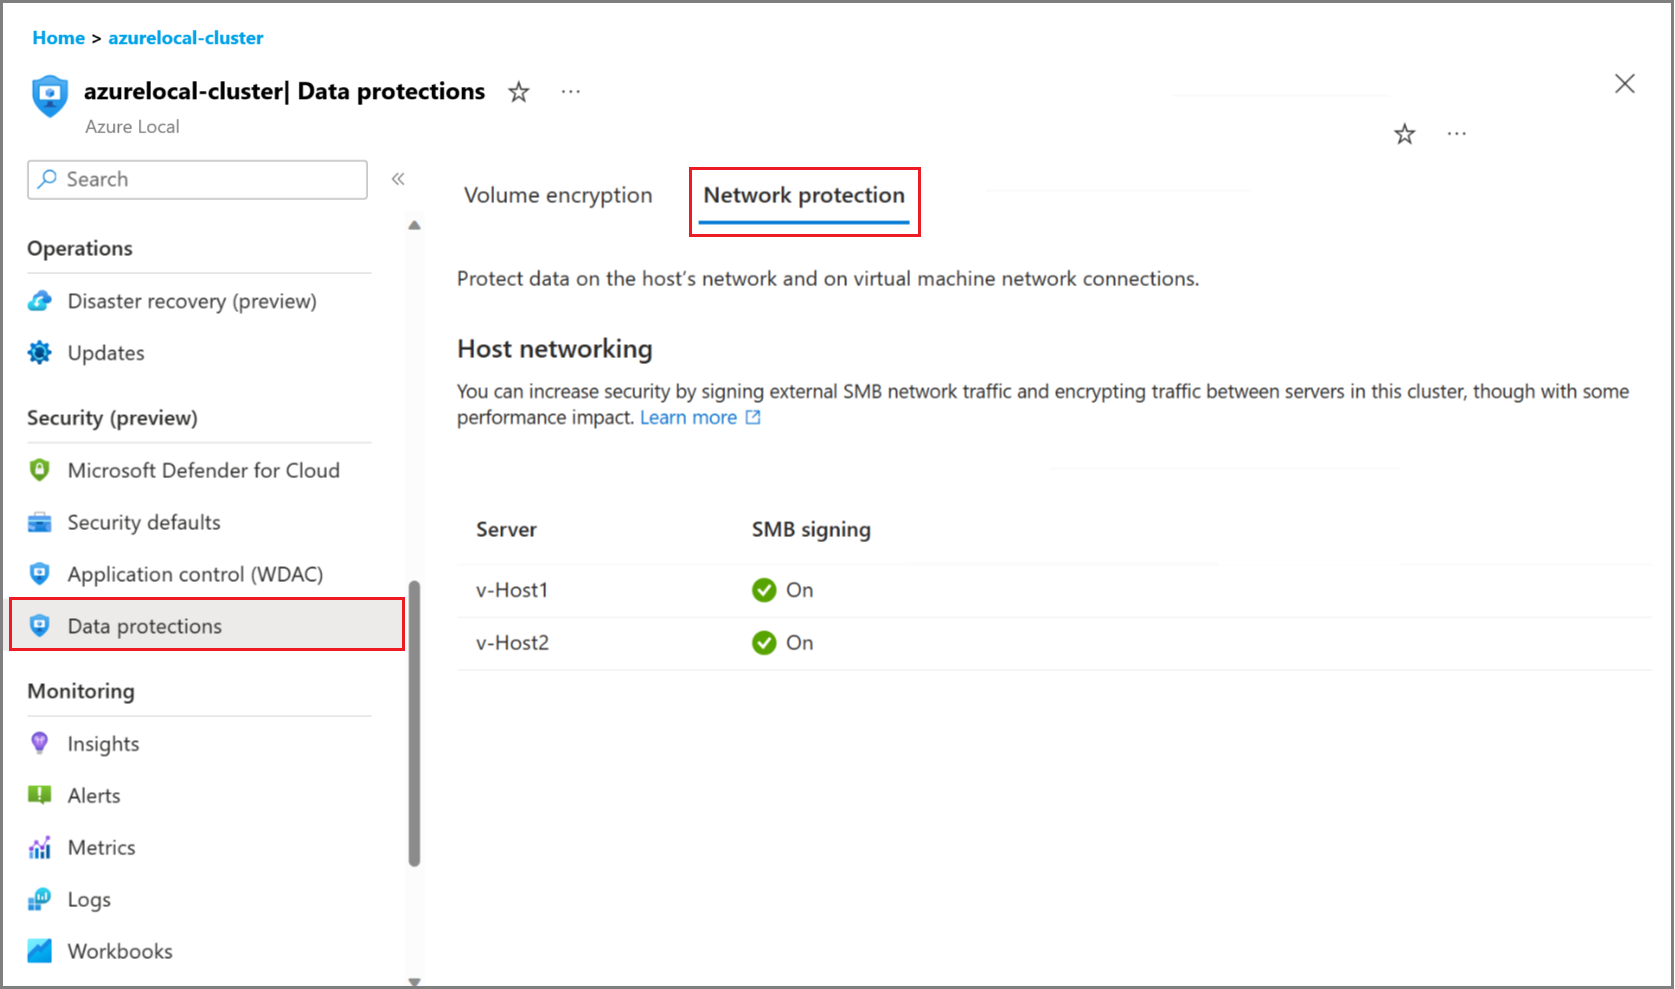 Home > azurelocal-cluster
azurelocal-cluster| Data protections
Azure Local
Search
Operations
Disaster recovery (preview)
Updates
Security (preview)
Microsoft Defender for Cloud
Security defaults
Application control (WDAC)
Data protections
Monitoring
Insights
Alerts
Metrics
Logs
Workbooks
Volume encryption
Network protection
Protect data on the host’s network and on virtual machine network connections.
Host networking
You can increase security by signing external SMB network traffic and encrypting traffic between servers in this cluster, though with some
performance impact. Learn more
Server SMB signing
v-Host1 On
v-Host2 On